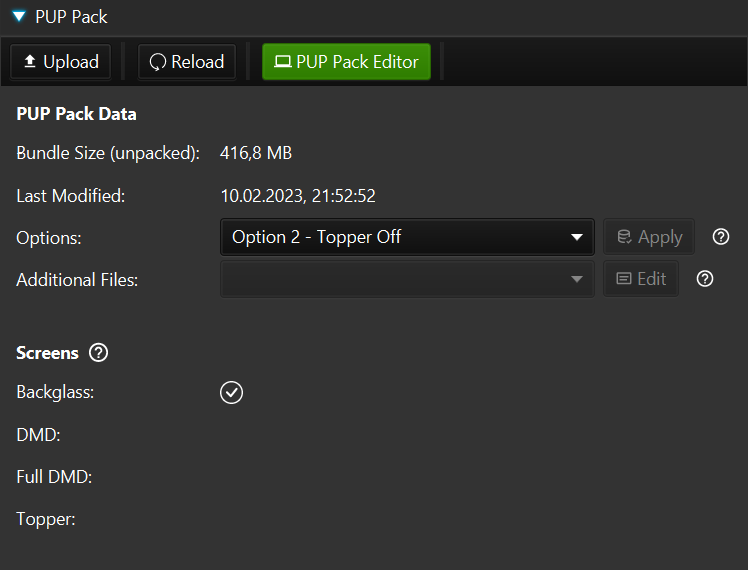 PUP Pack
Upload Reload PUP Pack Editor
PUP Pack Data
Bundle Size (unpacked): 416,8 MB
Last Modified: 10.02.2023, 21:52:52
Options: Option 2 - Topper Off Apply
Additional Files: Edit
Screens
Backglass:
DMD:
Full DMD:
Topper: